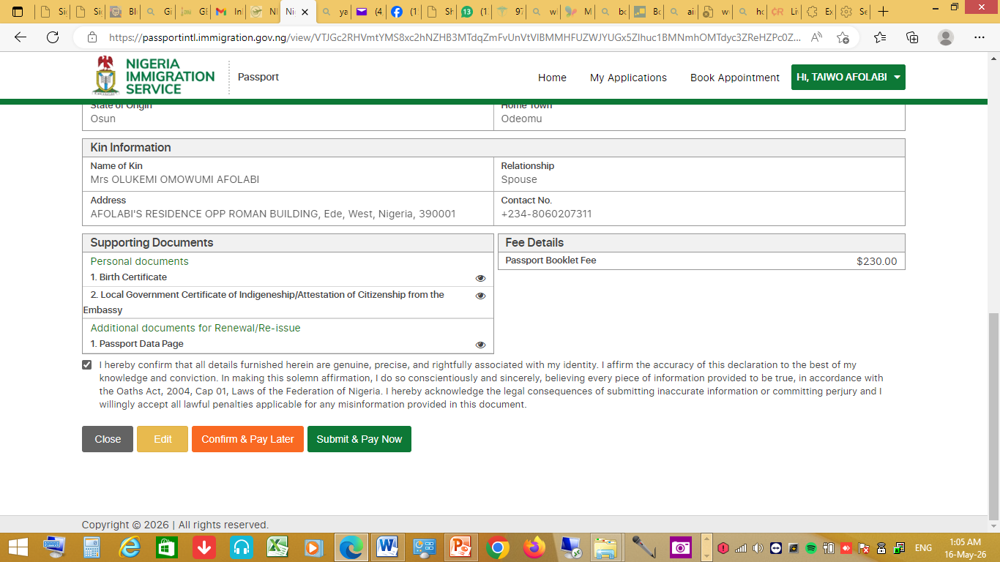 Si
Si
Bl
Gi
GE
In
NI
Ni
ya
(4
(1
SH
13
(1
97
wl
M
bo
Bo
ai
w
ho
Li
Ex
Se
https://passportintl.immigration.gov.ng/view/
NIGERIA
IMMIGRATION
SERVICE
Passport
Home
My Applications
Book Appointment
Hi, TAIWO AFOLABI
State of Origin
Home Town
Osun
Odeomu
Kin Information
Name of Kin
Relationship
Mrs OLUKEMI OMOWUMI AFOLABI
Spouse
Address
Contact No.
AFOLABI'S RESIDENCE OPP ROMAN BUILDING, Ede, West, Nigeria, 390001
+234-8060207311
Supporting Documents
Fee Details
Personal documents
Passport Booklet Fee
$230.00
1. Birth Certificate
2. Local Government Certificate of Indigeneship/Attestation of Citizenship from the
Embassy
Additional documents for Renewal/Re-issue
1. Passport Data Page
I hereby confirm that all details furnished herein are genuine, precise, and rightfully associated with my identity. I affirm the accuracy of this declaration to the best of my
knowledge and conviction. In making this solemn affirmation, I do so conscientiously and sincerely, believing every piece of information provided to be true, in accordance with
the Oaths Act, 2004, Cap 01, Laws of the Federation of Nigeria. I hereby acknowledge the legal consequences of submitting inaccurate information or committing perjury and I
willingly accept all lawful penalties applicable for any misinformation provided in this document.
Close
Edit
Confirm & Pay Later
Submit & Pay Now
Copyright © 2026 | All rights reserved.
ENG
1:05 AM
16-May-26